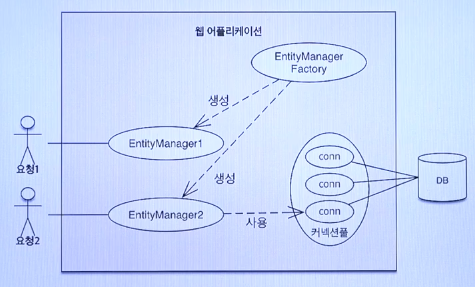 웹 어플리케이션
EntityManager
Factory
생성
요청1
EntityManager1
생성
conn
conn
conn
DB
요청2
EntityManager2
사용
커넥션풀